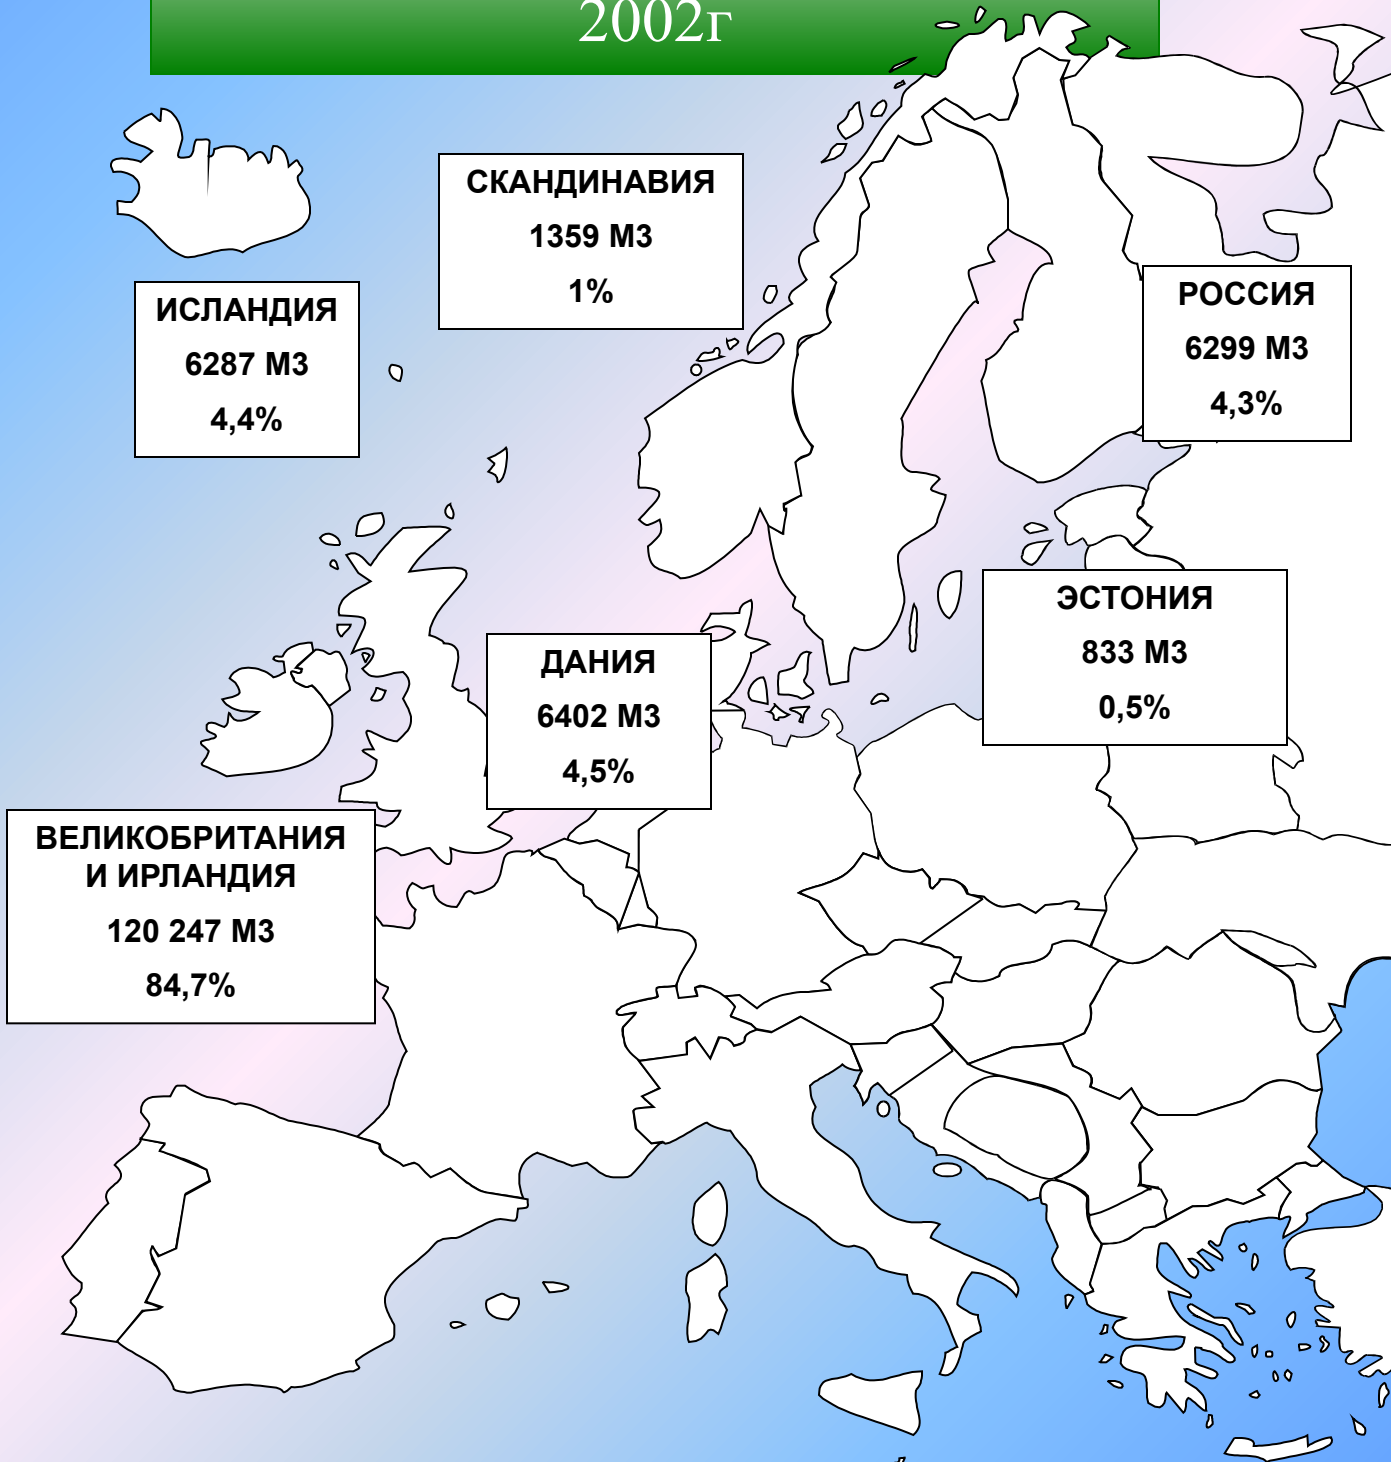 2002г
СКАНДИНАВИЯ
1359 М3
1%
ИСЛАНДИЯ
6287 М3
4,4%
РОССИЯ
6299 М3
4,3%
ЭСТОНИЯ
833 М3
0,5%
ДАНИЯ
6402 М3
4,5%
ВЕЛИКОБРИТАНИЯ
И ИРЛАНДИЯ
120 247 М3
84,7%